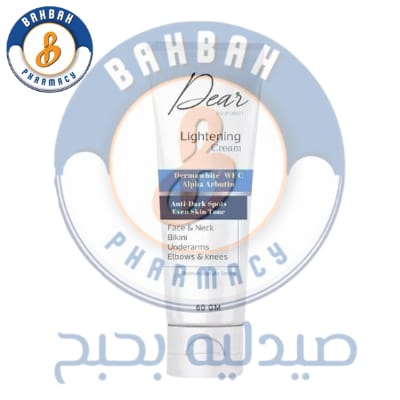 BAHBAH
PHARMACY
BAHBAH
Dear
Lightening
Cream
Dermawhite WF C
Alpha Arbutin
Anti-Dark Spots
Even Skin Tone
Face & Neck
Bikini
Underarms
Elbows & knees
60 GM
PHARMACY
صيدليه بحبح